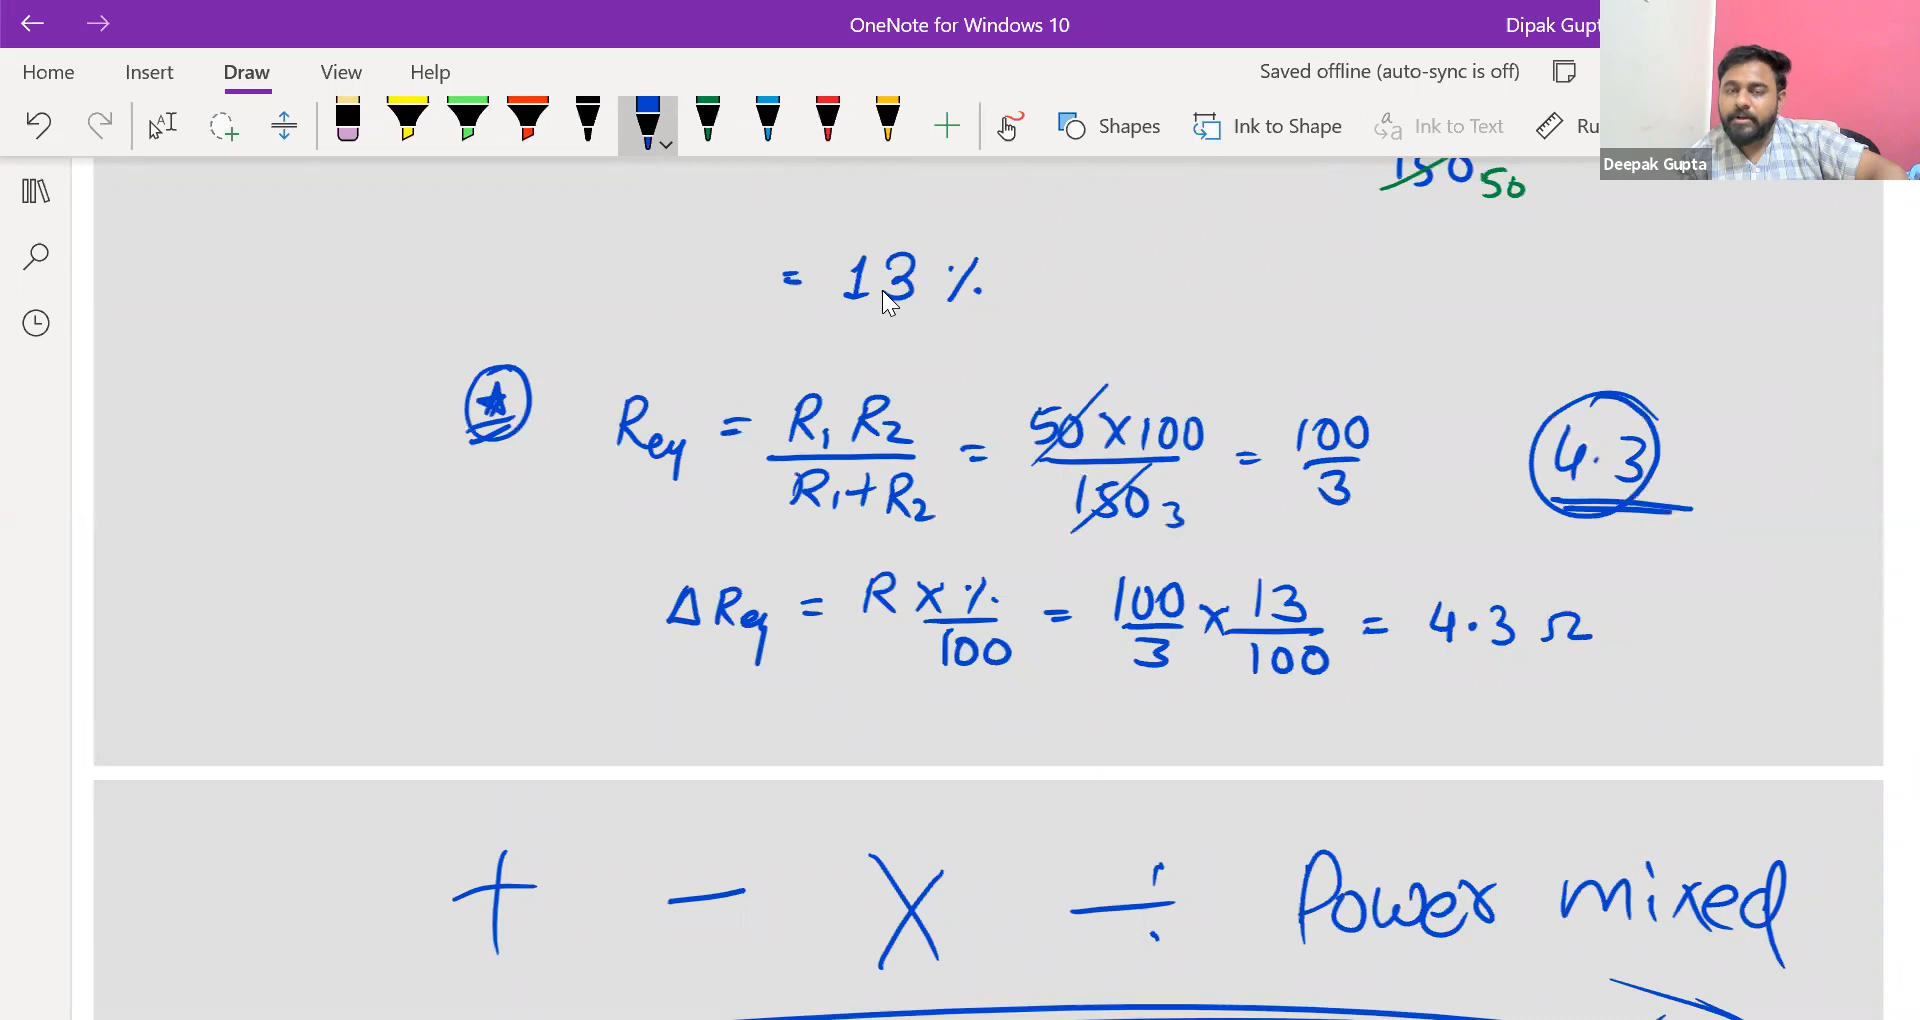 OneNote for Windows 10
Dipak Gupt
Home Insert Draw View Help
Saved offline (auto-sync is off)
Shapes Ink to Shape Ink to Text Ru
Deepak Gupta
150 50
= 13 %
Req = R1 R2 / R1+R2 = 50 × 100 / 150 3 = 100 / 3
4.3
Δ Req = R × % / 100 = 100 / 3 × 13 / 100 = 4.3 Ω
+ - × ÷ Power mixed